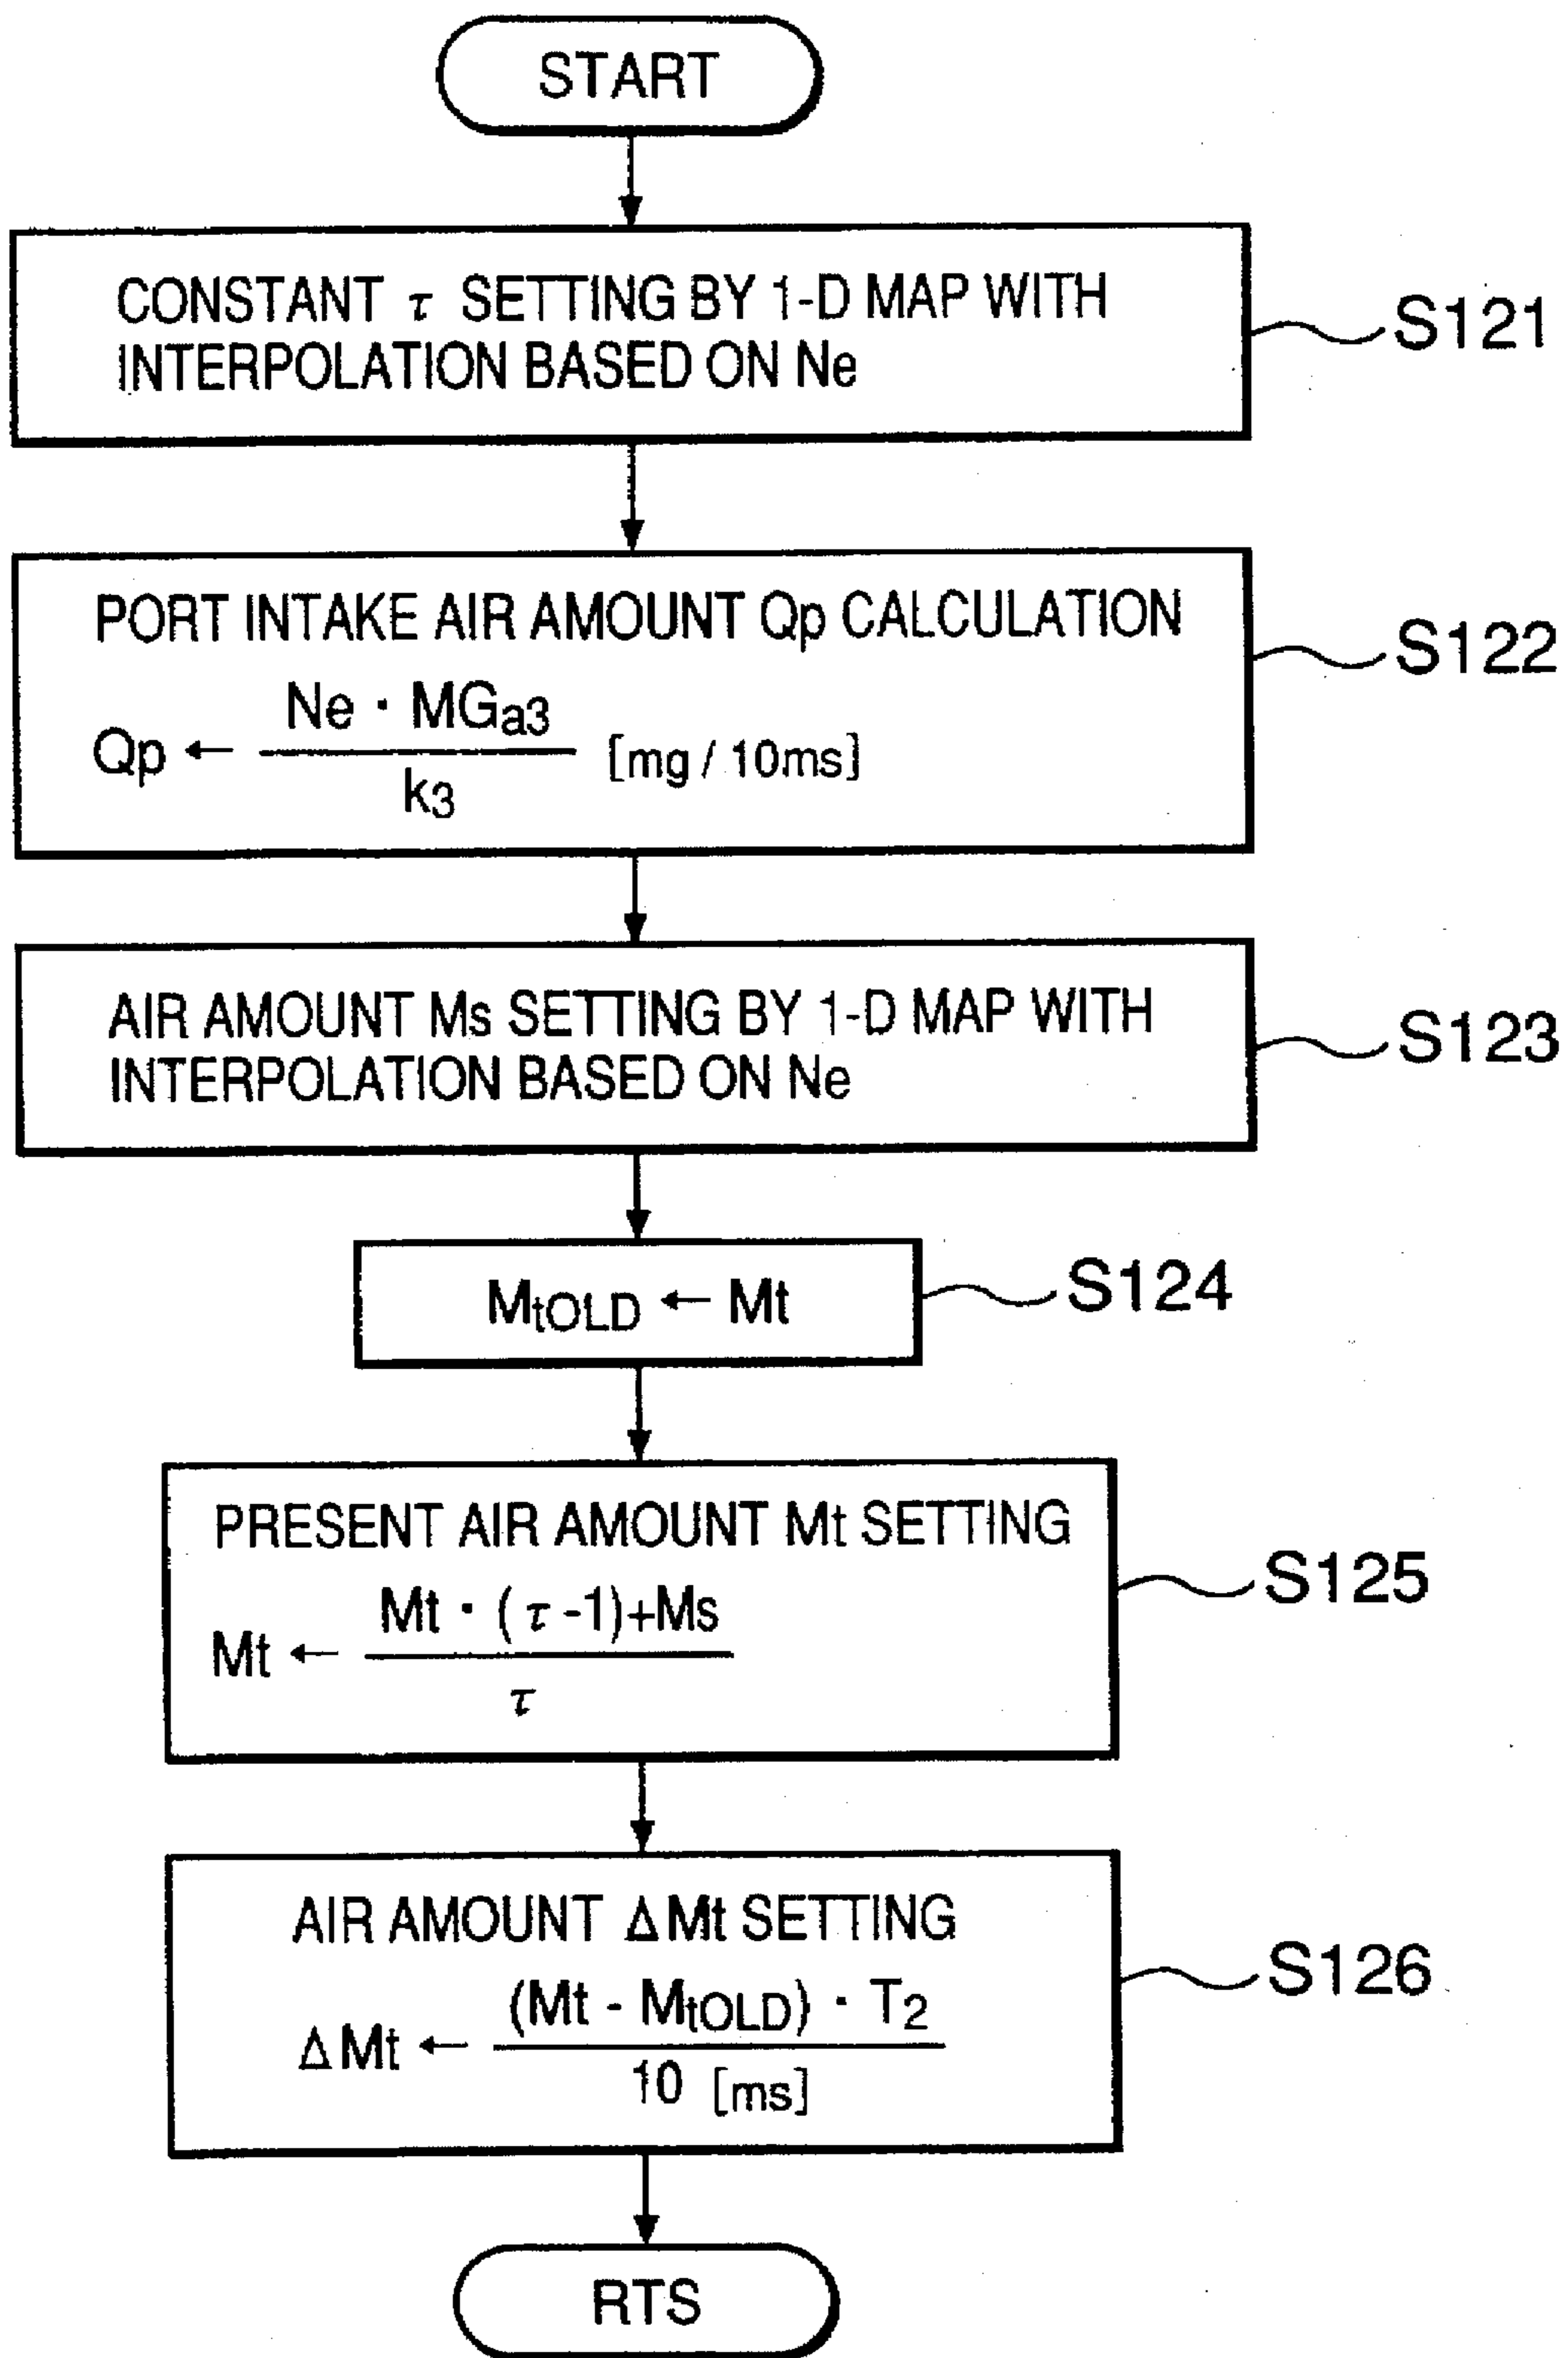 START
CONSTANT τ SETTING BY 1-D MAP WITH
INTERPOLATION BASED ON Ne
S121
PORT INTAKE AIR AMOUNT Qp CALCULATION
Qp ← Ne · MGa3 / k3 [mg / 10ms]
S122
AIR AMOUNT Ms SETTING BY 1-D MAP WITH
INTERPOLATION BASED ON Ne
S123
MtOLD ← Mt
S124
PRESENT AIR AMOUNT Mt SETTING
Mt ← Mt · (τ-1)+Ms / τ
S125
AIR AMOUNT ΔMt SETTING
ΔMt ← (Mt - MtOLD) · T2 / 10 [ms]
S126
RTS